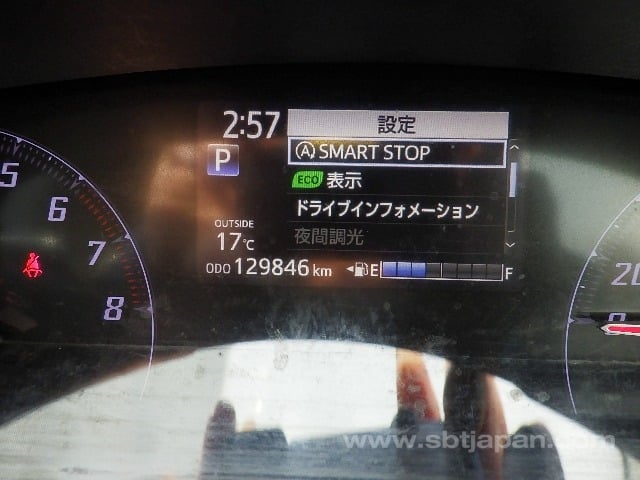 2:57
設定
Ⓐ SMART STOP
P
ECO 表示
ドライブインフォメーション
OUTSIDE
17℃
夜間調光
ODO 129846 km
E F
5
6
7
8
20
0
www.sbtjapan.com